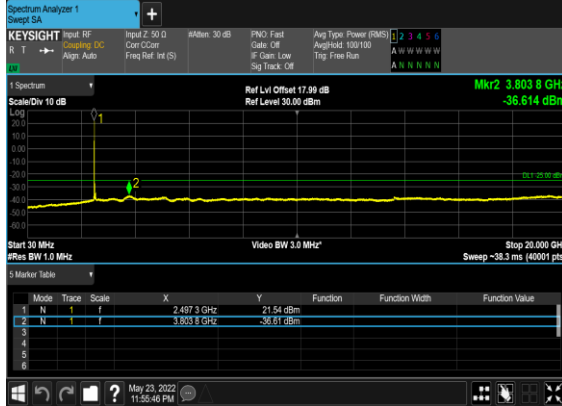 Spectrum Analyzer 1
Swept SA
+
KEYSIGHT Input: RF Input Z: 50 Ω #Atten: 30 dB PNO: Fast Avg Type: Power (RMS) 1 2 3 4 5 6
R T Coupling: DC Corr CCorr Gate: Off Avg|Hold: 100/100 A W W W W W
Align: Auto Freq Ref: Int (S) IF Gain: Low Trig: Free Run
Sig Track: Off A N N N N N
1 Spectrum
Ref Lvl Offset 17.99 dB Mkr2 3.803 8 GHz
Scale/Div 10 dB Ref Level 30.00 dBm -36.614 dBm
Log
1
20.0
10.0
0.00
-10.0
-20.0
DL1 -25.00 dBm
-30.0
2
-40.0
-50.0
-60.0
Start 30 MHz Video BW 3.0 MHz* Stop 20.000 GHz
#Res BW 1.0 MHz Sweep ~38.3 ms (40001 pts)
5 Marker Table
Mode Trace Scale X Y Function Function Width Function Value
1 N 1 f 2.497 3 GHz 21.54 dBm
2 N 1 f 3.803 8 GHz -36.61 dBm
3
4
5
6
? May 23, 2022
11:55:46 PM